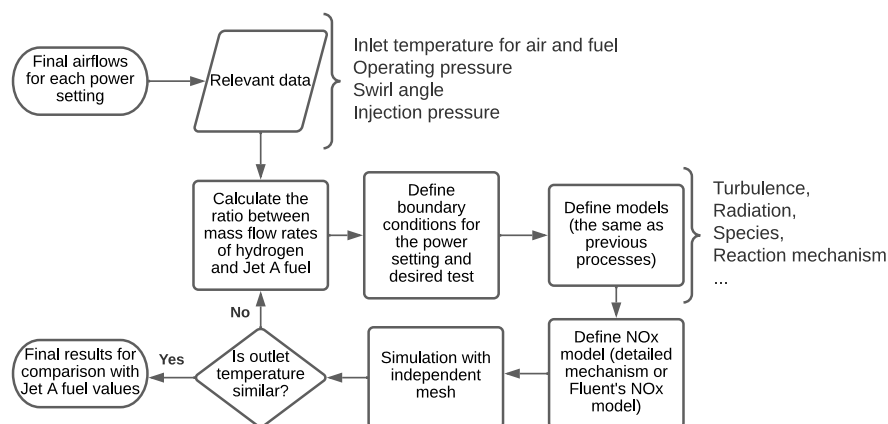 Final airflows
for each power
setting
Relevant data
Inlet temperature for air and fuel
Operating pressure
Swirl angle
Injection pressure
Calculate the
ratio between
mass flow rates
of hydrogen
and Jet A fuel
Define
boundary
conditions for
the power
setting and
desired test
Define models
(the same as
previous
processes)
Turbulence,
Radiation,
Species,
Reaction mechanism
...
Define NOx
model (detailed
mechanism or
Fluent's NOx
model)
Simulation with
independent
mesh
Is outlet
temperature
similar?
No
Yes
Final results for
comparison with
Jet A fuel values